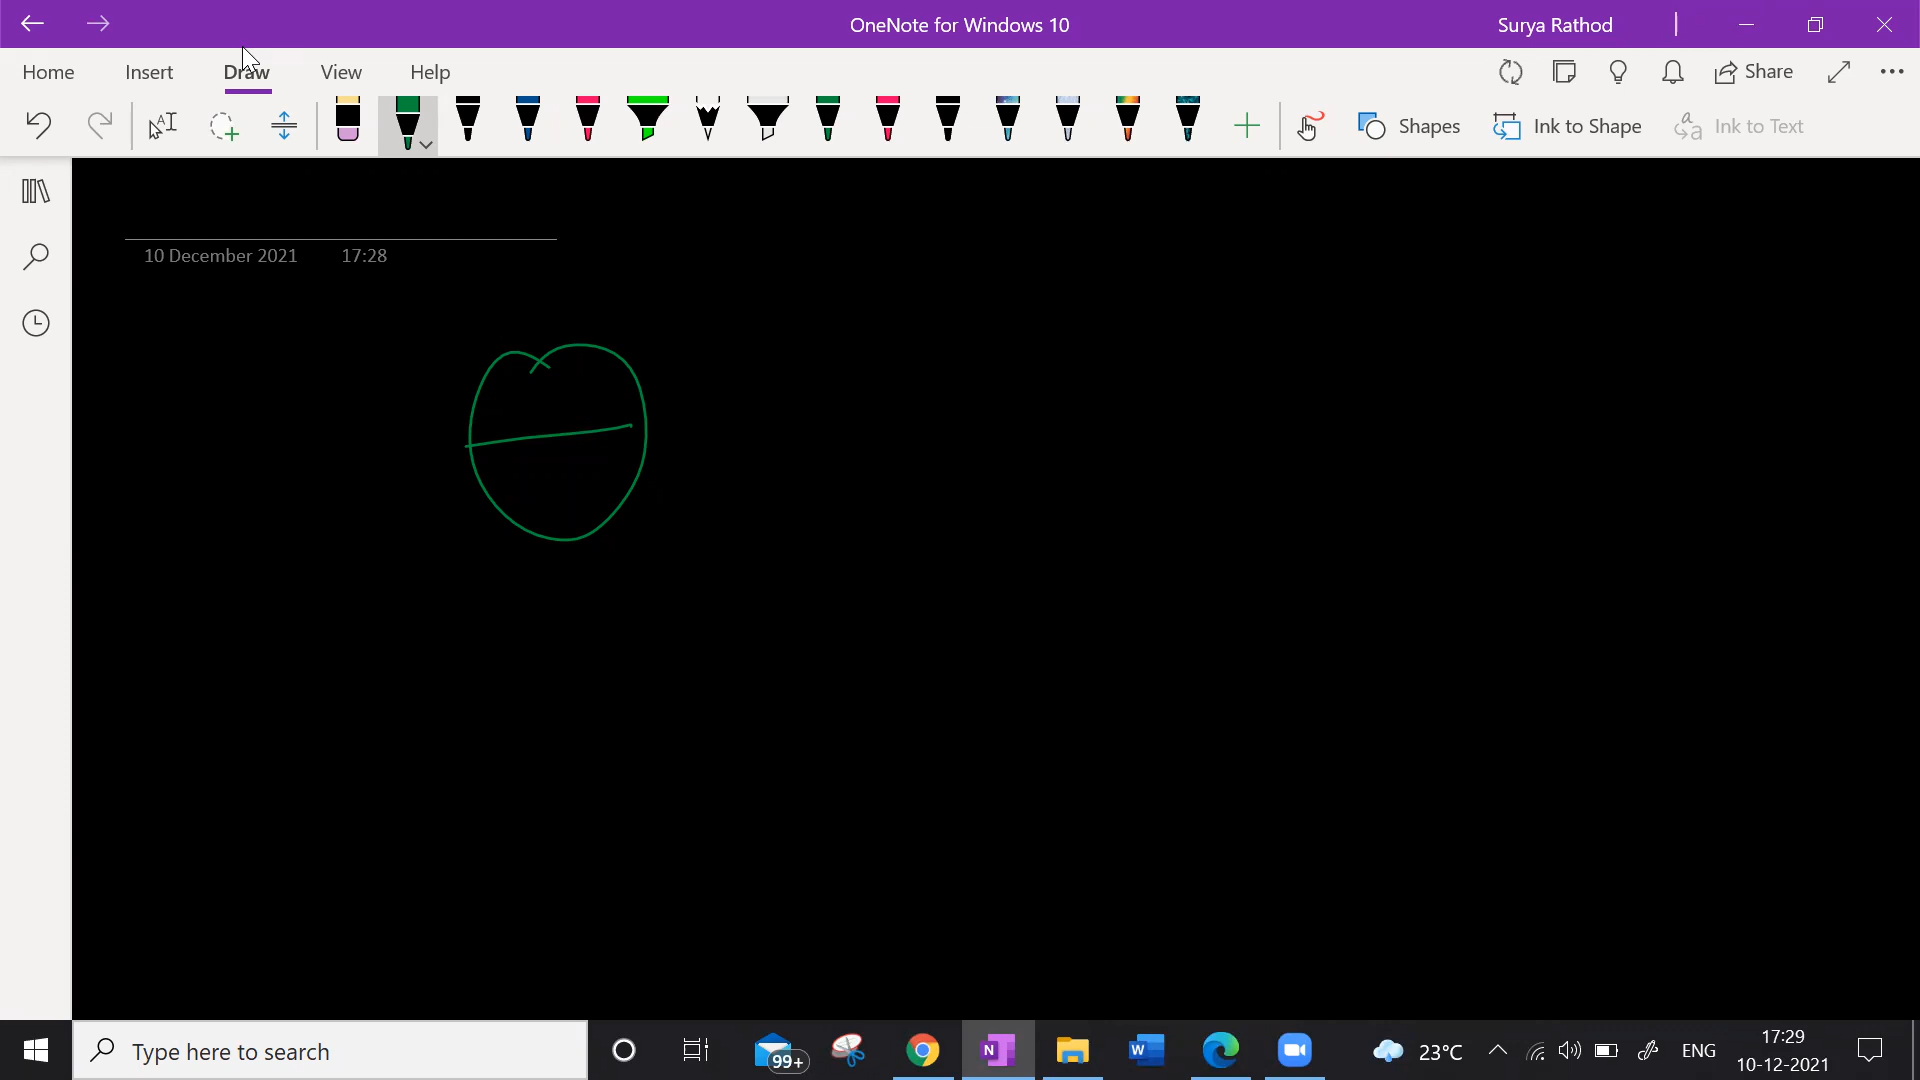 OneNote for Windows 10
Surya Rathod
Home Insert Draw View Help
Share
Shapes
Ink to Shape
Ink to Text
10 December 2021 17:28
Type here to search
99+
N
W
23°C
ENG
17:29
10-12-2021